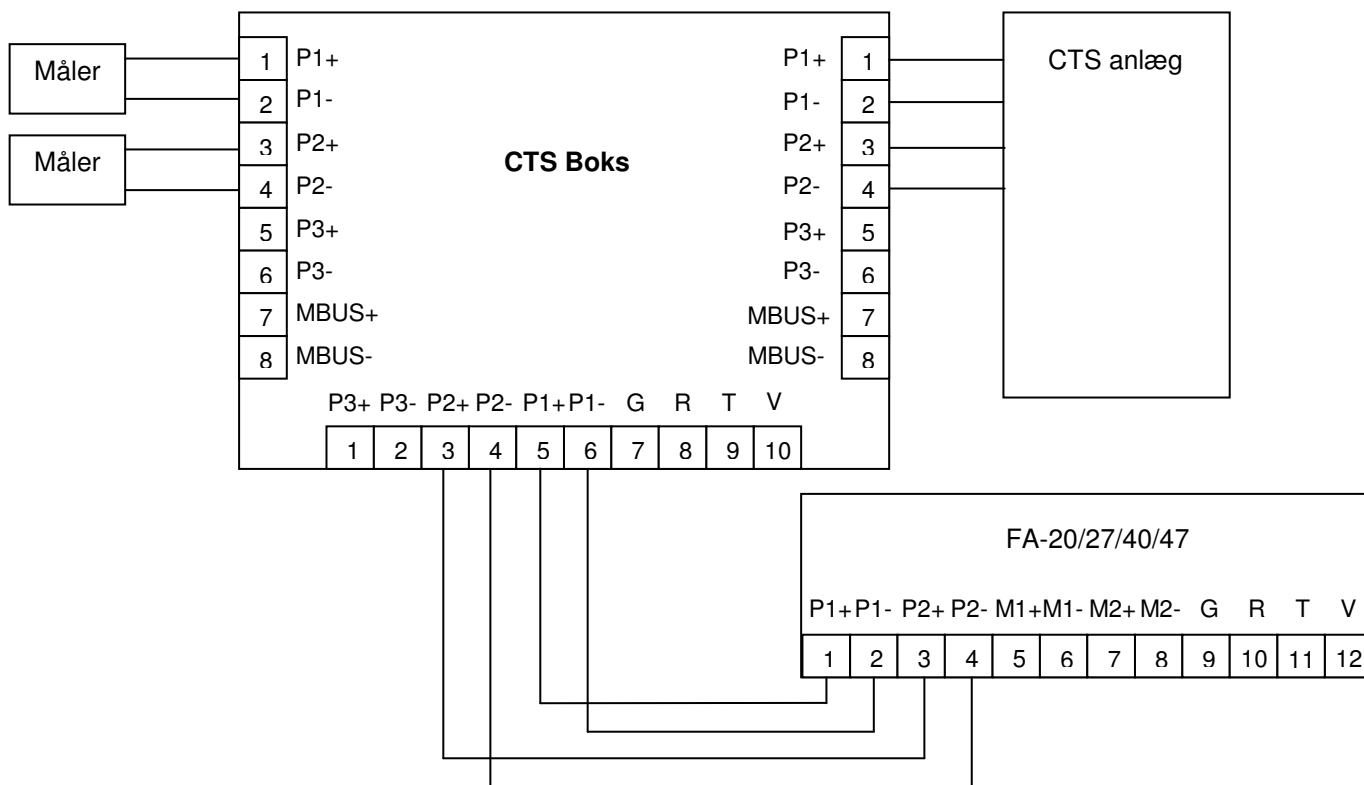 Måler
Måler
CTS Boks
CTS anlæg
1 P1+
2 P1-
3 P2+
4 P2-
5 P3+
6 P3-
7 MBUS+
8 MBUS-
P1+ 1
P1- 2
P2+ 3
P2- 4
P3+ 5
P3- 6
MBUS+ 7
MBUS- 8
P3+ P3- P2+ P2- P1+ P1- G R T V
1 2 3 4 5 6 7 8 9 10
FA-20/27/40/47
P1+ P1- P2+ P2- M1+ M1- M2+ M2- G R T V
1 2 3 4 5 6 7 8 9 10 11 12